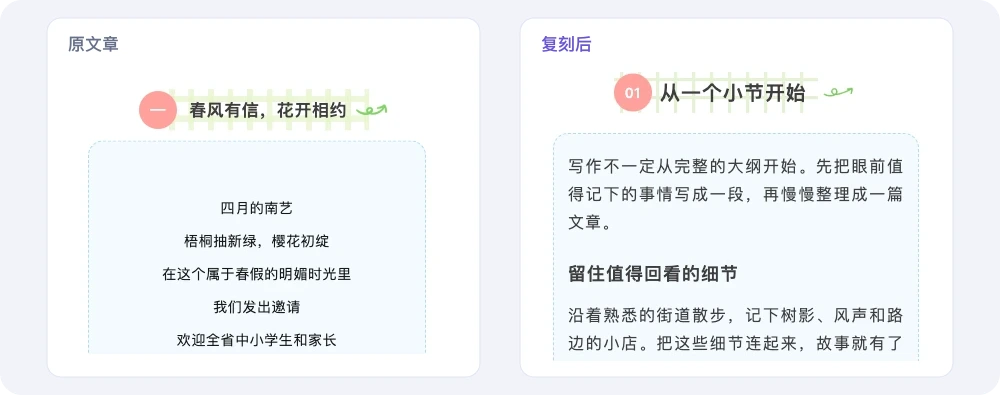 原文章
一
春风有信，花开相约
四月的南艺
梧桐抽新绿，樱花初绽
在这个属于春假的明媚时光里
我们发出邀请
欢迎全省中小学生和家长
复刻后
01
从一个小节开始
写作不一定从完整的大纲开始。先把眼前值
得记下的事情写成一段，再慢慢整理成一篇
文章。
留住值得回看的细节
沿着熟悉的街道散步，记下树影、风声和路
边的小店。把这些细节连起来，故事就有了